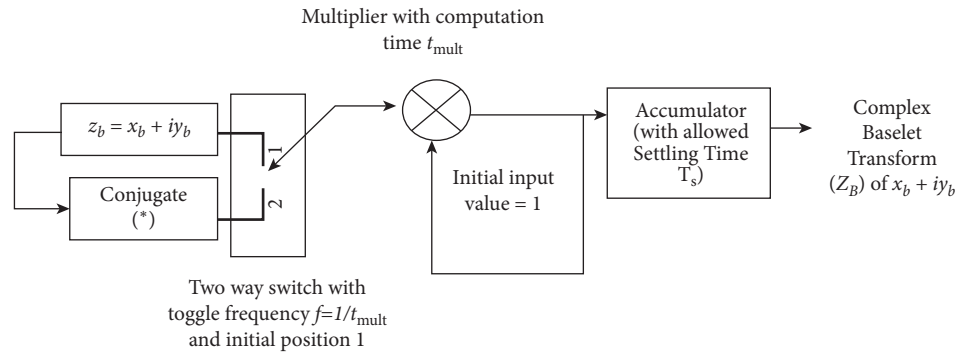 Multiplier with computation
time t_mult
z_b = x_b + iy_b
Conjugate
(*)
1
2
Two way switch with
toggle frequency f=1/t_mult
and initial position 1
Initial input
value = 1
Accumulator
(with allowed
Settling Time
T_s)
Complex
Baselet
Transform
(Z_B) of x_b + iy_b